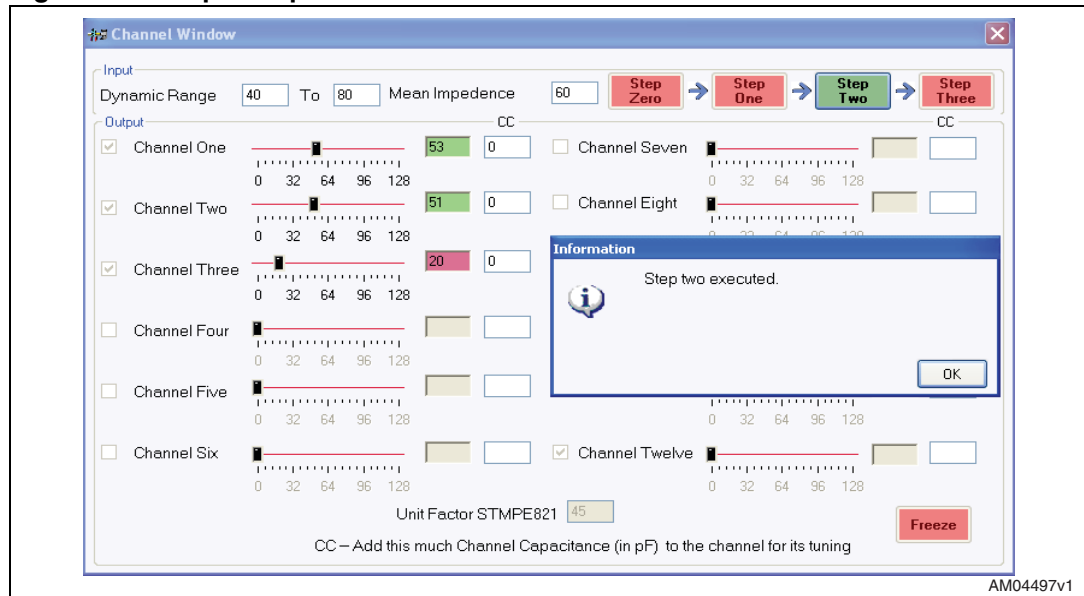 Channel Window
Input
Dynamic Range 40 To 80 Mean Impedence 60 Step Zero Step One Step Two Step Three
Output CC CC
Channel One 53 0
0 32 64 96 128
Channel Two 51 0
0 32 64 96 128
Channel Three 20 0
0 32 64 96 128
Channel Four
0 32 64 96 128
Channel Five
0 32 64 96 128
Channel Six
0 32 64 96 128
Channel Seven
0 32 64 96 128
Channel Eight
Information
Step two executed.
OK
0 32 64 96 128
Channel Twelve
0 32 64 96 128
Unit Factor STMPE821 45
Freeze
CC – Add this much Channel Capacitance (in pF) to the channel for its tuning
AM04497v1